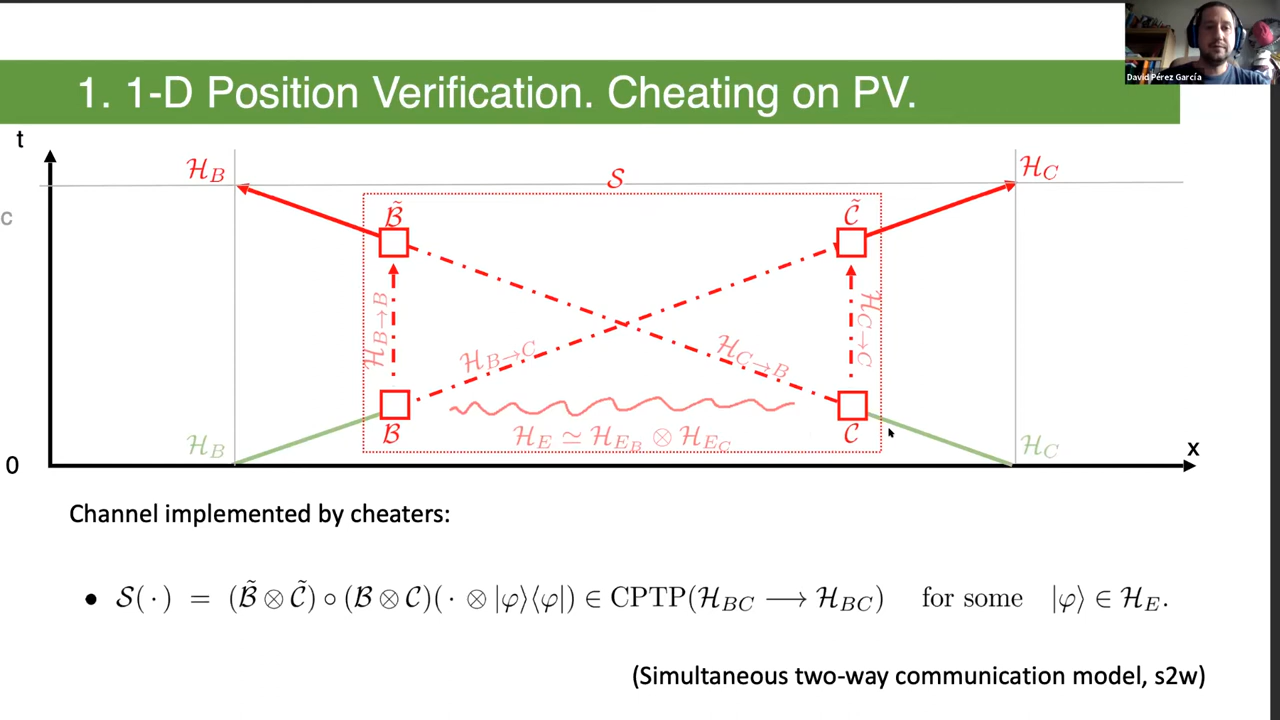 David Pérez García
1. 1-D Position Verification. Cheating on PV.
t
c
0
x
ℋ_B
𝒮
ℋ_C
ℬ̃
𝒞̃
ℋ_{B→B}
ℋ_{B→C}
ℋ_{C→B}
ℋ_{C→C}
ℬ
ℋ_E ≃ ℋ_{E_B} ⊗ ℋ_{E_C}
𝒞
ℋ_B
ℋ_C
Channel implemented by cheaters:
• 𝒮( · ) = (ℬ̃ ⊗ 𝒞̃) ∘ (ℬ ⊗ 𝒞)( · ⊗ |φ⟩⟨φ|) ∈ CPTP(ℋ_{BC} ⟶ ℋ_{BC}) for some |φ⟩ ∈ ℋ_E.
(Simultaneous two-way communication model, s2w)